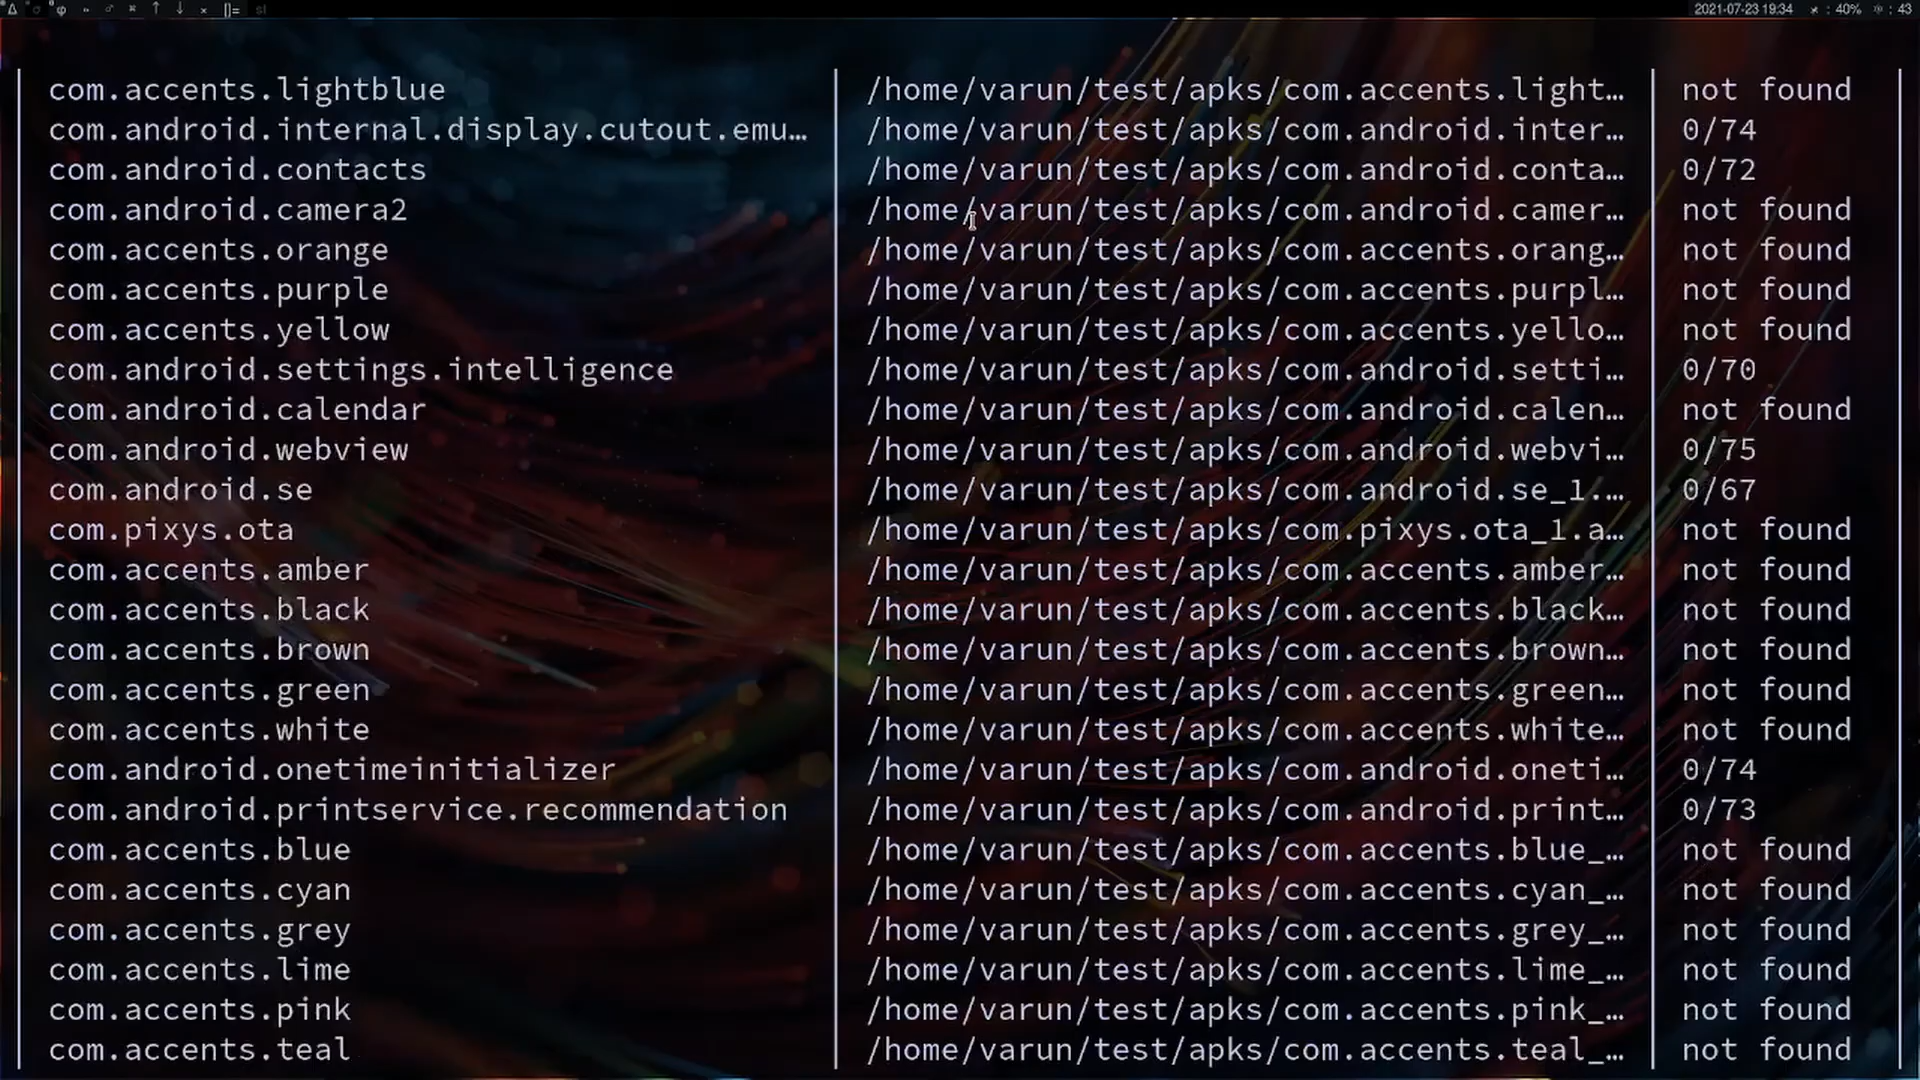 2021-07-23 19:34 : 40% : 43
com.accents.lightblue /home/varun/test/apks/com.accents.light… not found
com.android.internal.display.cutout.emu… /home/varun/test/apks/com.android.inter… 0/74
com.android.contacts /home/varun/test/apks/com.android.conta… 0/72
com.android.camera2 /home/varun/test/apks/com.android.camer… not found
com.accents.orange /home/varun/test/apks/com.accents.orang… not found
com.accents.purple /home/varun/test/apks/com.accents.purpl… not found
com.accents.yellow /home/varun/test/apks/com.accents.yello… not found
com.android.settings.intelligence /home/varun/test/apks/com.android.setti… 0/70
com.android.calendar /home/varun/test/apks/com.android.calen… not found
com.android.webview /home/varun/test/apks/com.android.webvi… 0/75
com.android.se /home/varun/test/apks/com.android.se_1.… 0/67
com.pixys.ota /home/varun/test/apks/com.pixys.ota_1.a… not found
com.accents.amber /home/varun/test/apks/com.accents.amber… not found
com.accents.black /home/varun/test/apks/com.accents.black… not found
com.accents.brown /home/varun/test/apks/com.accents.brown… not found
com.accents.green /home/varun/test/apks/com.accents.green… not found
com.accents.white /home/varun/test/apks/com.accents.white… not found
com.android.onetimeinitializer /home/varun/test/apks/com.android.oneti… 0/74
com.android.printservice.recommendation /home/varun/test/apks/com.android.print… 0/73
com.accents.blue /home/varun/test/apks/com.accents.blue_… not found
com.accents.cyan /home/varun/test/apks/com.accents.cyan_… not found
com.accents.grey /home/varun/test/apks/com.accents.grey_… not found
com.accents.lime /home/varun/test/apks/com.accents.lime_… not found
com.accents.pink /home/varun/test/apks/com.accents.pink_… not found
com.accents.teal /home/varun/test/apks/com.accents.teal_… not found